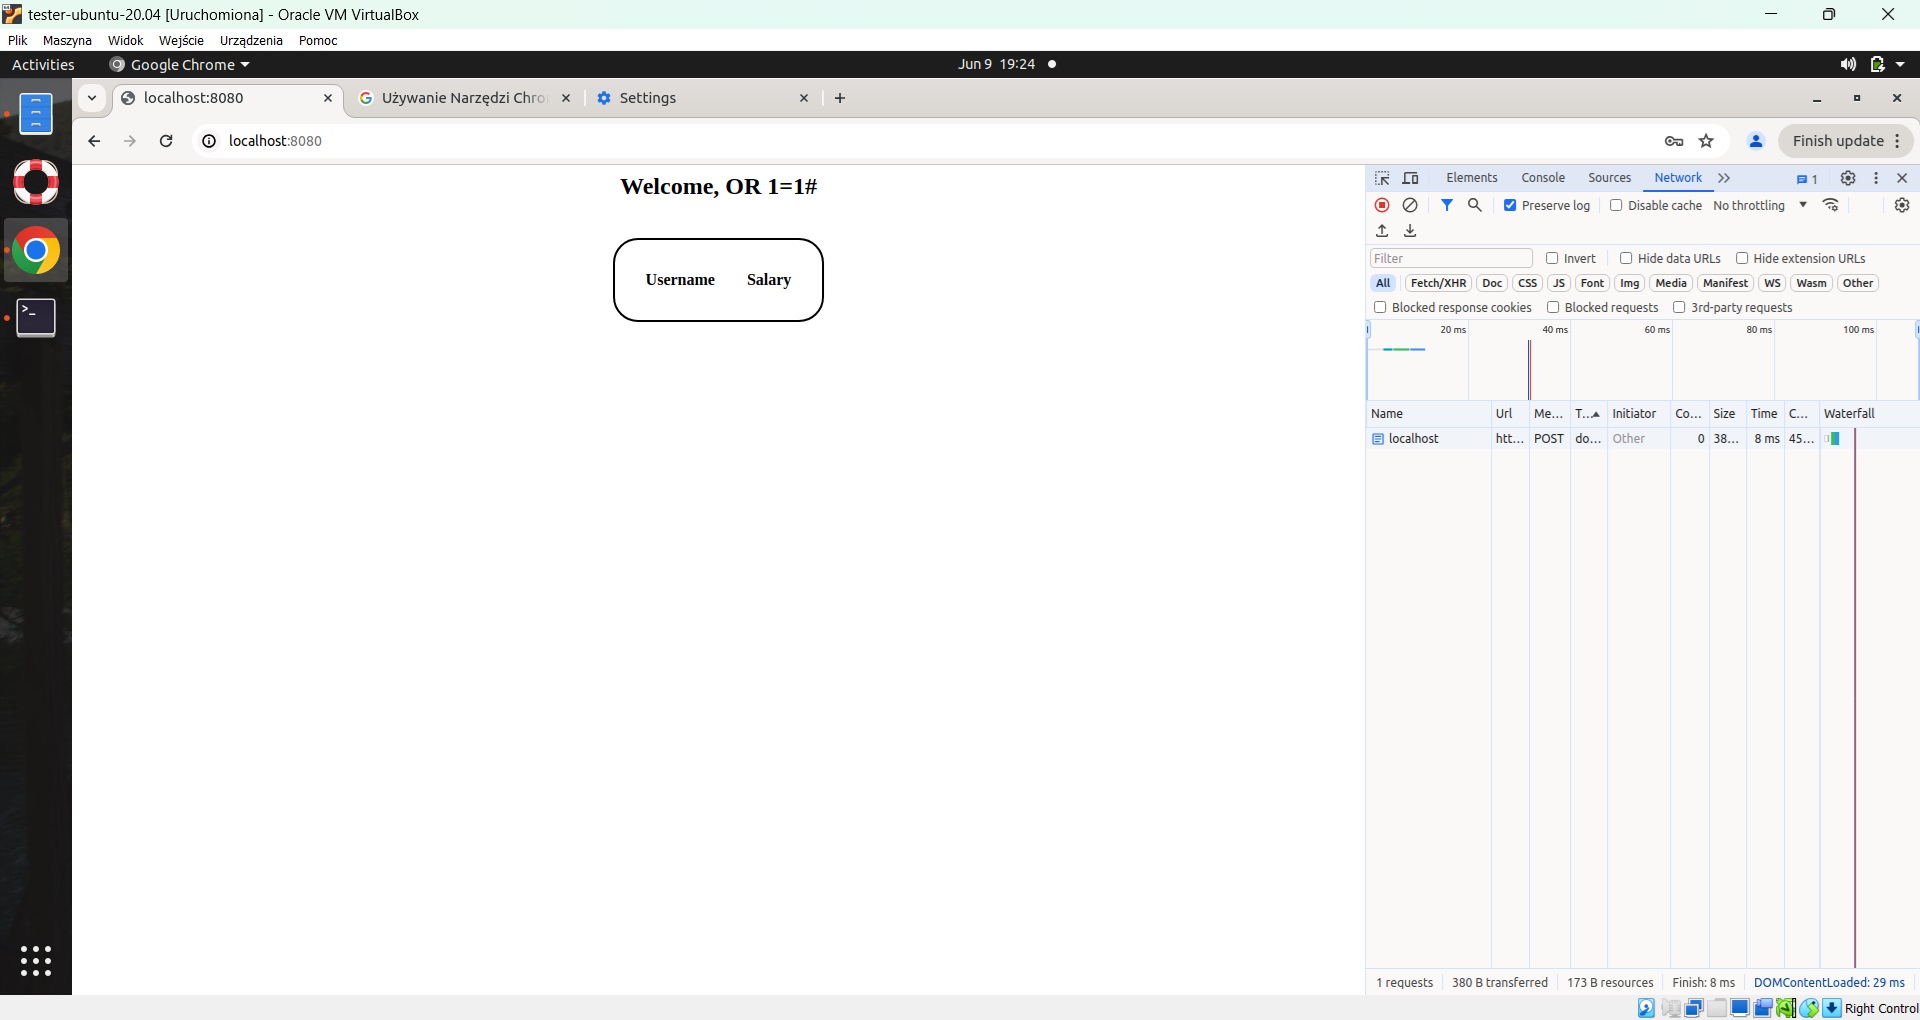 tester-ubuntu-20.04 [Uruchomiona] - Oracle VM VirtualBox
Plik Maszyna Widok Wejście Urządzenia Pomoc
Activities Google Chrome Jun 9 19:24
localhost:8080 Używanie Narzędzi Chro Settings
localhost:8080 Finish update
Welcome, OR 1=1#
Username Salary
Elements Console Sources Network 1
Preserve log Disable cache No throttling
Filter Invert Hide data URLs Hide extension URLs
All Fetch/XHR Doc CSS JS Font Img Media Manifest WS Wasm Other
Blocked response cookies Blocked requests 3rd-party requests
20 ms 40 ms 60 ms 80 ms 100 ms
Name Url Me... T... Initiator Co... Size Time C... Waterfall
localhost htt... POST do... Other 0 38... 8 ms 45...
1 requests 380 B transferred 173 B resources Finish: 8 ms DOMContentLoaded: 29 ms
Right Control